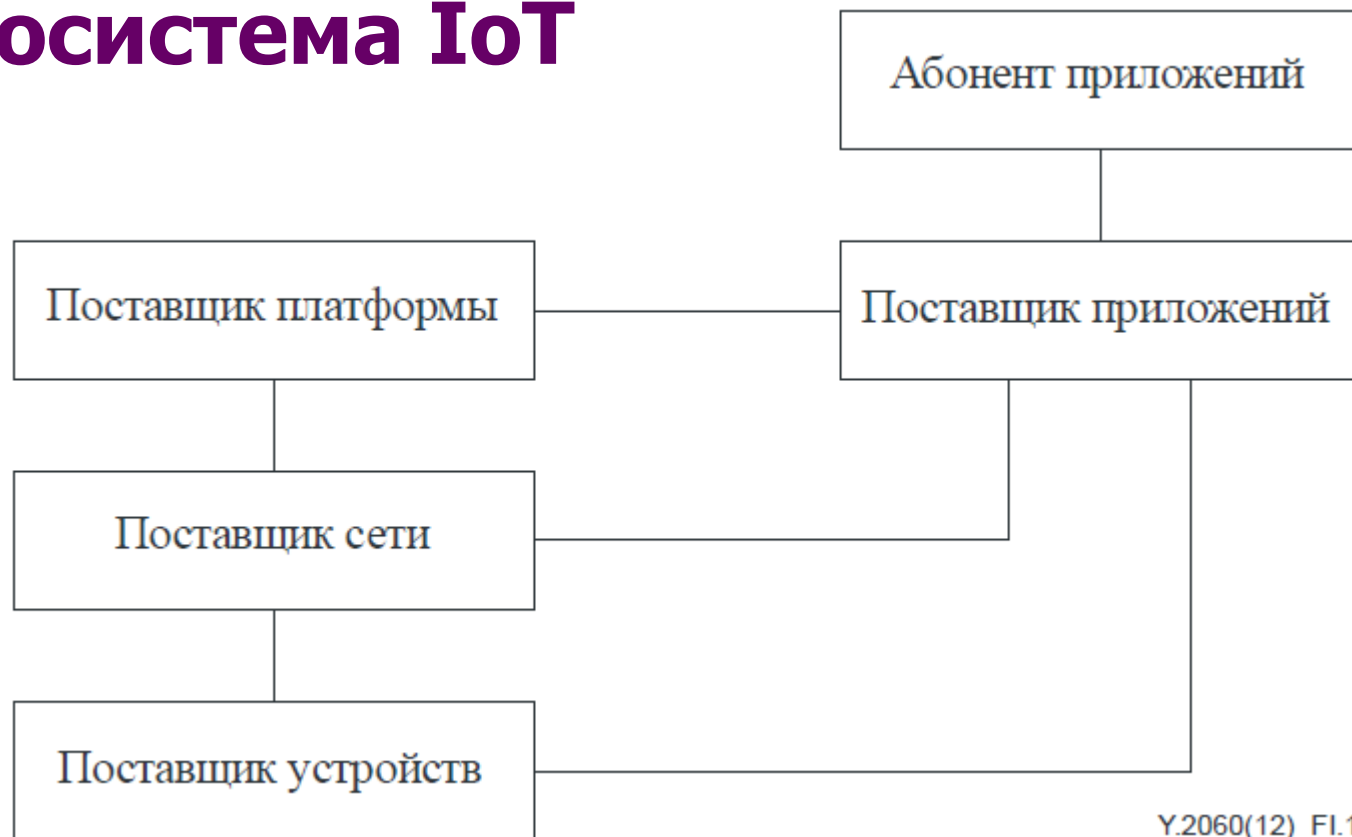 осистема IoT
Абонент приложений
Поставщик платформы
Поставщик приложений
Поставщик сети
Поставщик устройств
Y.2060(12)_FI.1